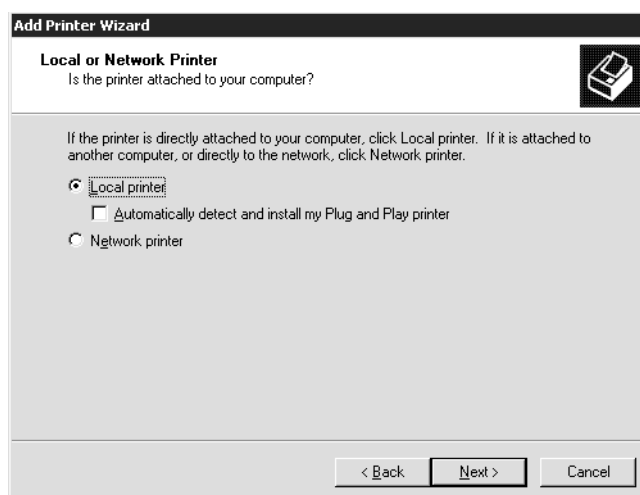 Add Printer Wizard
Local or Network Printer
Is the printer attached to your computer?
If the printer is directly attached to your computer, click Local printer. If it is attached to
another computer, or directly to the network, click Network printer.
Local printer
Automatically detect and install my Plug and Play printer
Network printer
< Back Next > Cancel